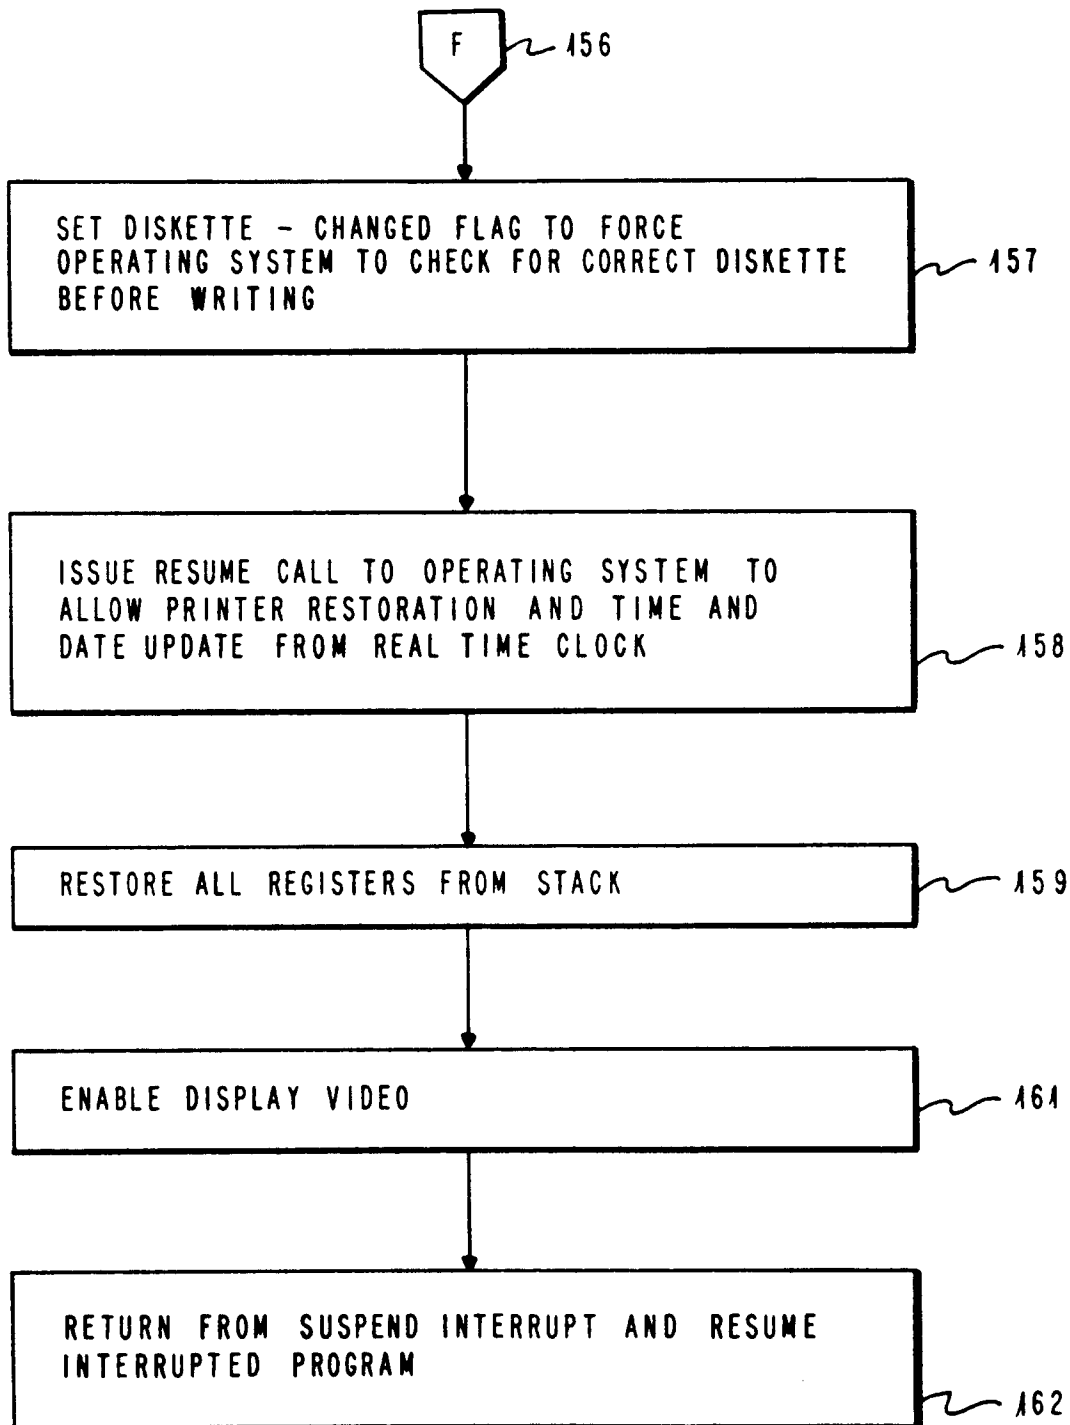 F
156
SET DISKETTE - CHANGED FLAG TO FORCE
OPERATING SYSTEM TO CHECK FOR CORRECT DISKETTE
BEFORE WRITING
157
ISSUE RESUME CALL TO OPERATING SYSTEM TO
ALLOW PRINTER RESTORATION AND TIME AND
DATE UPDATE FROM REAL TIME CLOCK
158
RESTORE ALL REGISTERS FROM STACK
159
ENABLE DISPLAY VIDEO
161
RETURN FROM SUSPEND INTERRUPT AND RESUME
INTERRUPTED PROGRAM
162